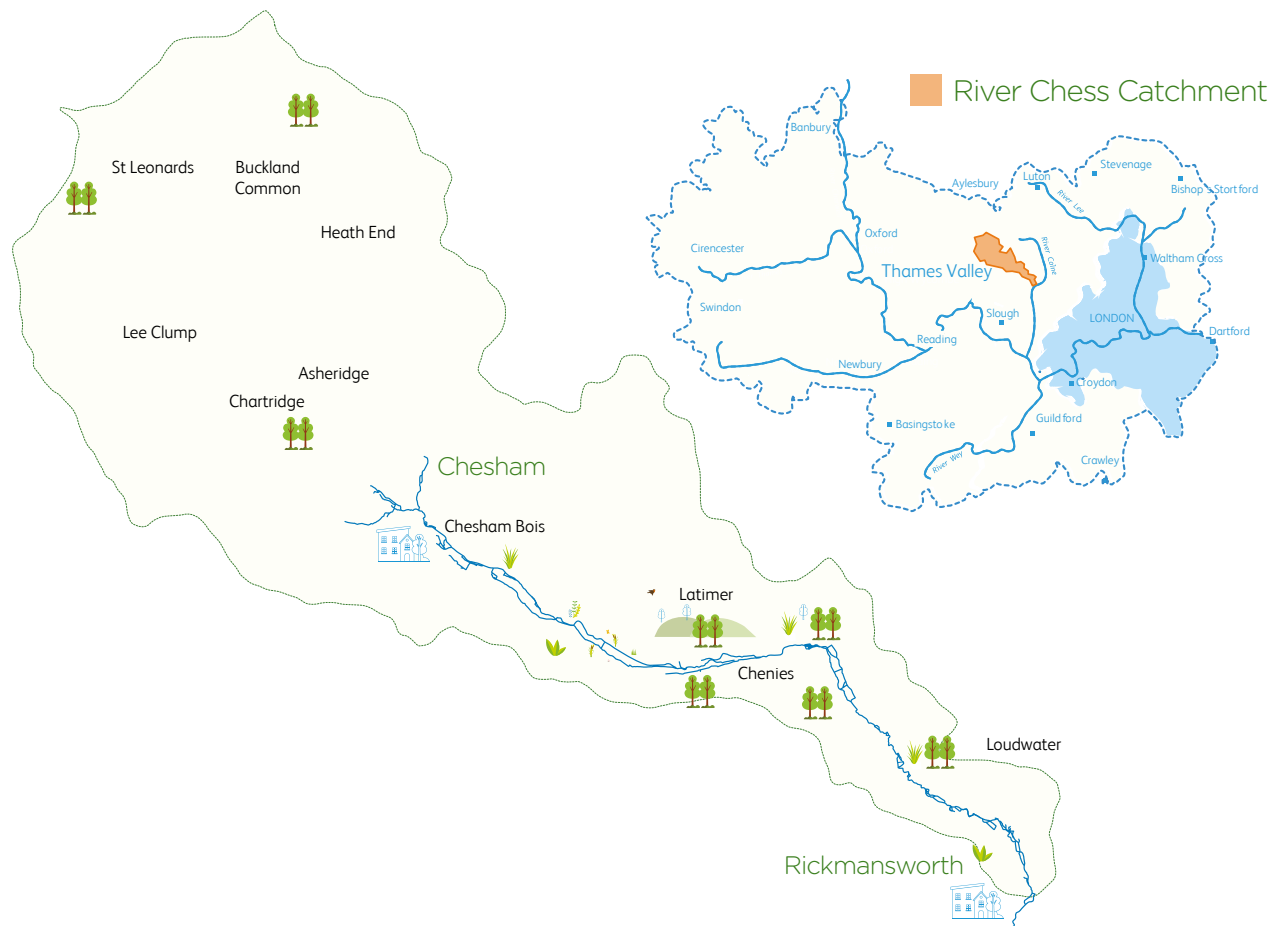 River Chess Catchment
St Leonards
Buckland
Common
Heath End
Lee Clump
Asheridge
Chartridge
Chesham
Chesham Bois
Latimer
Chenies
Loudwater
Rickmansworth
Banbury
Aylesbury
Luton
Stevenage
Bishop's Stortford
River Lee
Cirencester
Oxford
River Colne
Waltham Cross
Thames Valley
Swindon
Slough
LONDON
Dartford
Reading
Newbury
Croydon
Basingstoke
Guildford
River Wey
Crawley